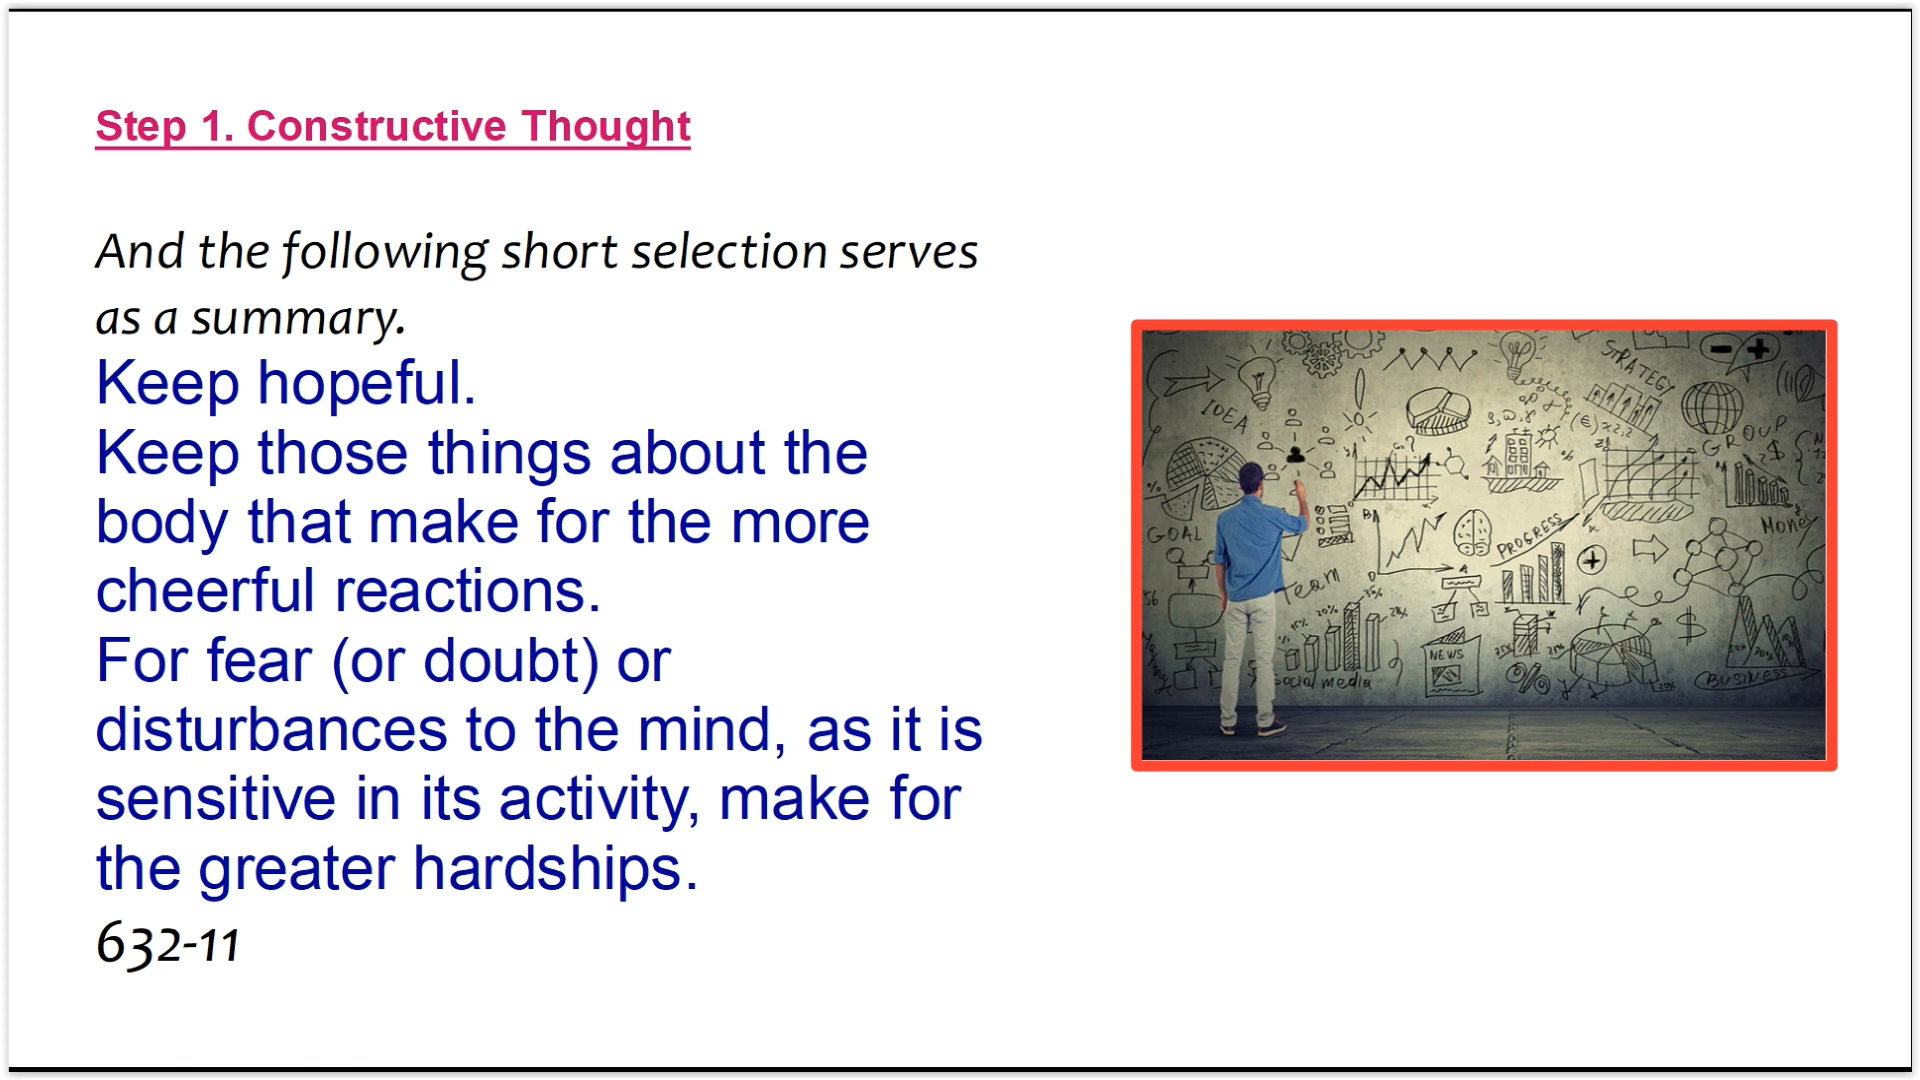 Step 1. Constructive Thought
And the following short selection serves
as a summary.
Keep hopeful.
Keep those things about the
body that make for the more
cheerful reactions.
For fear (or doubt) or
disturbances to the mind, as it is
sensitive in its activity, make for
the greater hardships.
632-11
STRATEGY
IDEA
GROUP
GOAL
PROGRESS
Money
Team
NEWS
Social media
BUSINESS